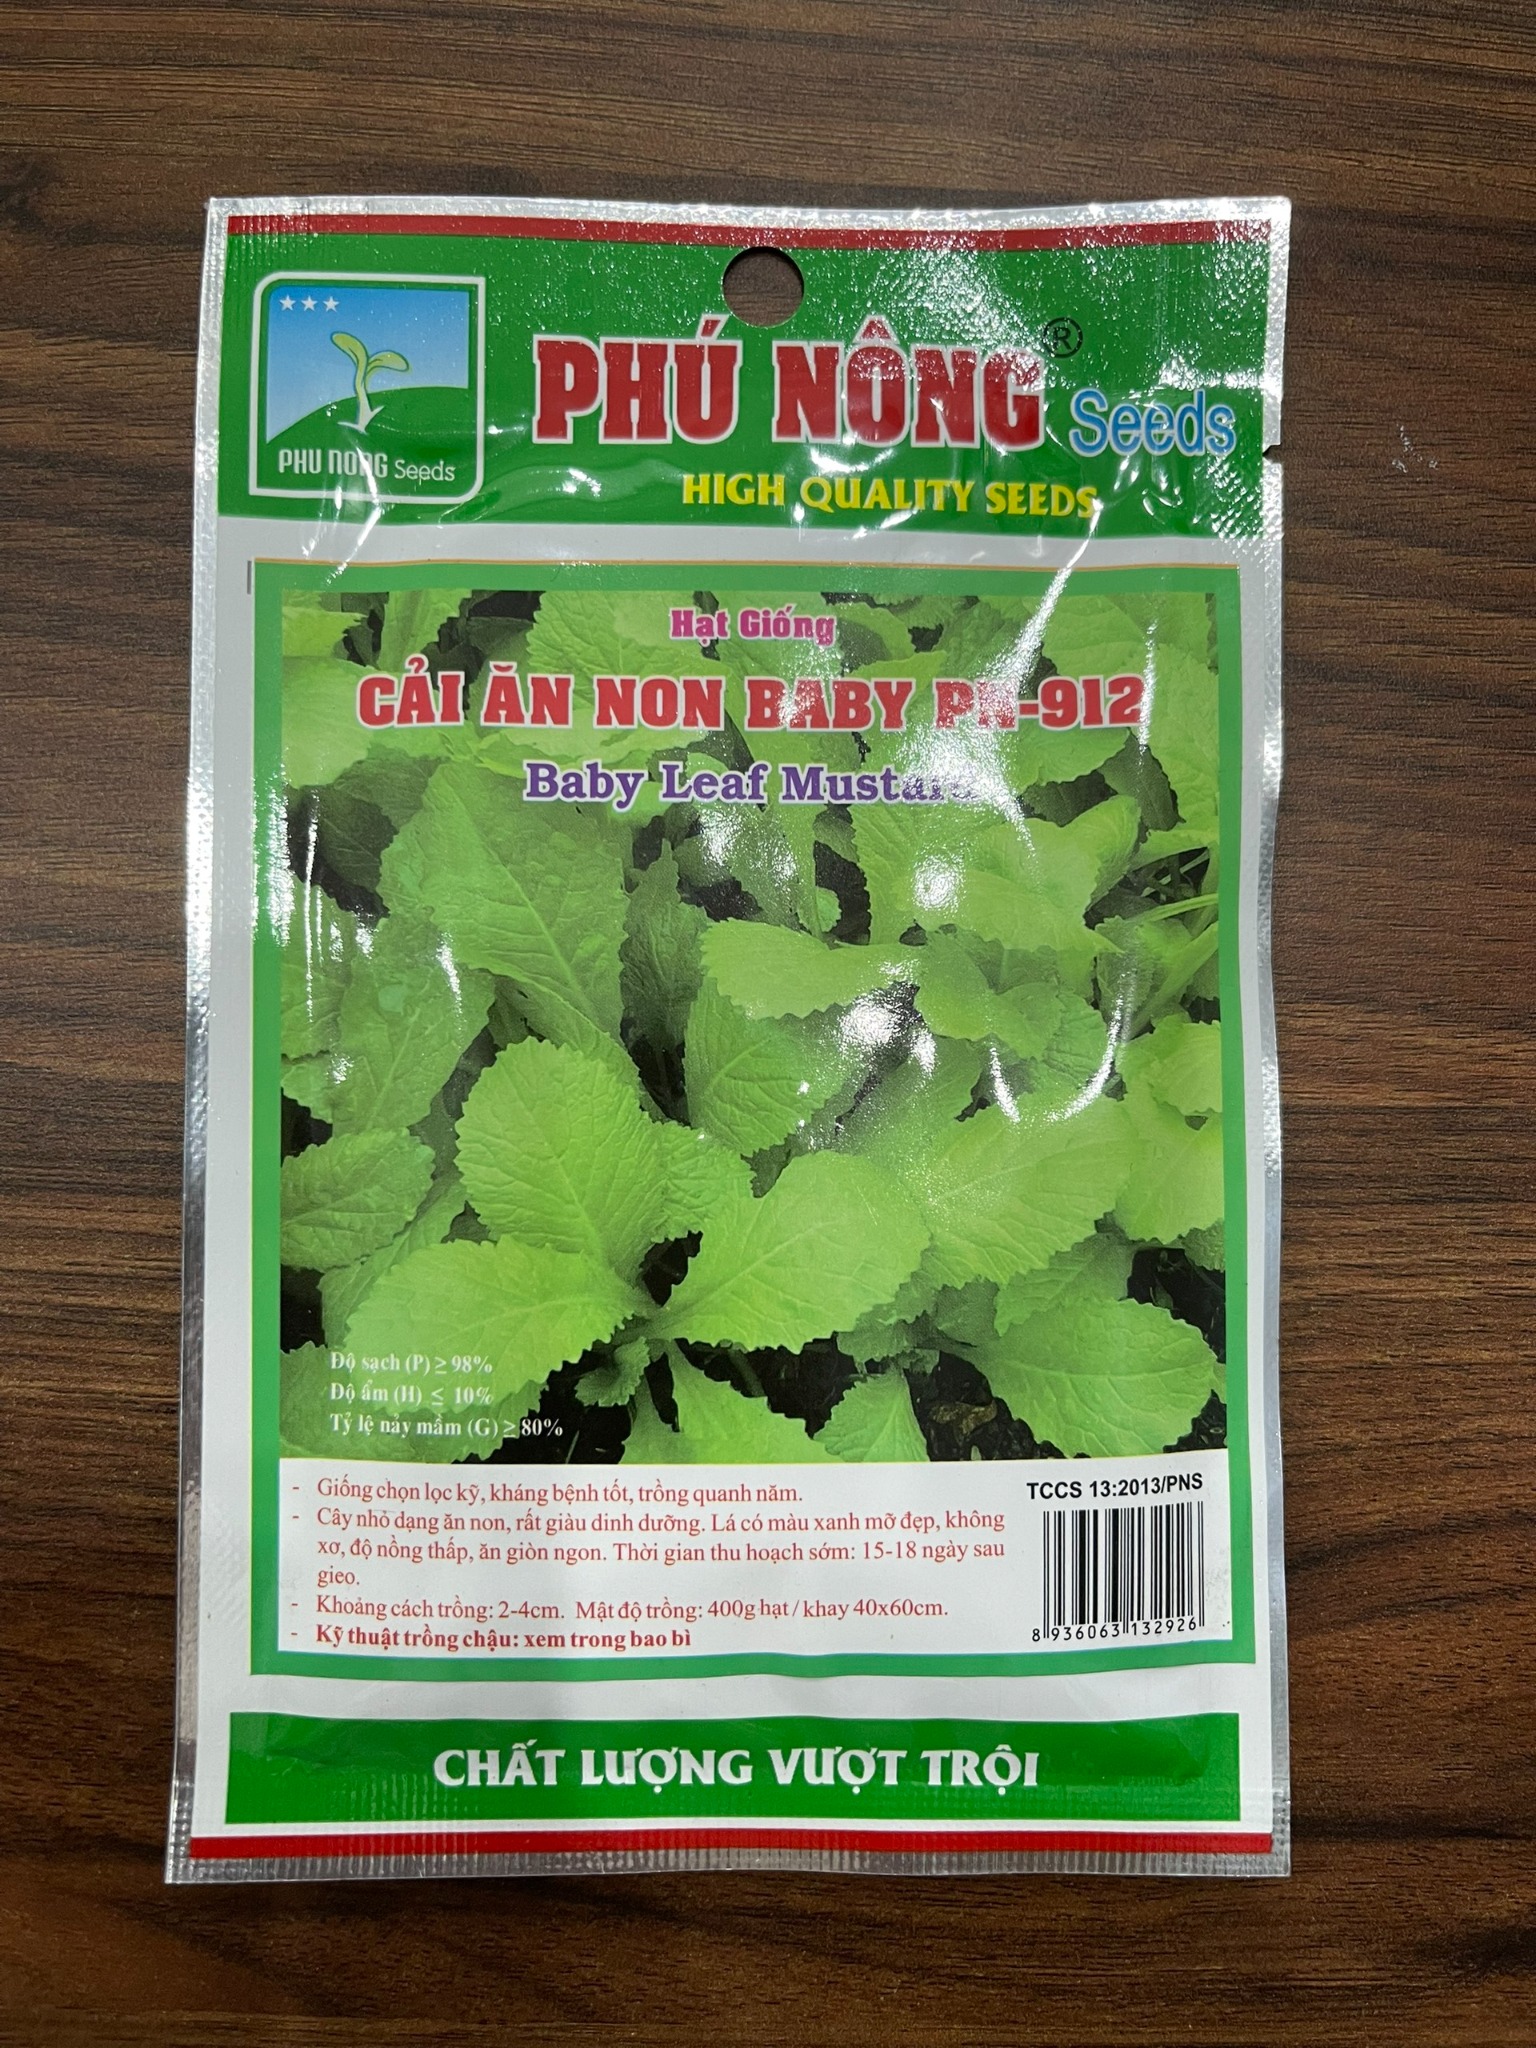 PHU NONG Seeds
PHÚ NÔNG® Seeds
HIGH QUALITY SEEDS
Hạt Giống
CẢI ĂN NON BABY PN-912
Baby Leaf Mustard
Độ sạch (P) ≥ 98%
Độ ẩm (H) ≤ 10%
Tỷ lệ nảy mầm (G) ≥ 80%
- Giống chọn lọc kỹ, kháng bệnh tốt, trồng quanh năm.
- Cây nhỏ dạng ăn non, rất giàu dinh dưỡng. Lá có màu xanh mỡ đẹp, không
xơ, độ nồng thấp, ăn giòn ngon. Thời gian thu hoạch sớm: 15-18 ngày sau
gieo.
- Khoảng cách trồng: 2-4cm. Mật độ trồng: 400g hạt / khay 40x60cm.
- Kỹ thuật trồng chậu: xem trong bao bì
TCCS 13:2013/PNS
8 936063 132926
CHẤT LƯỢNG VƯỢT TRỘI